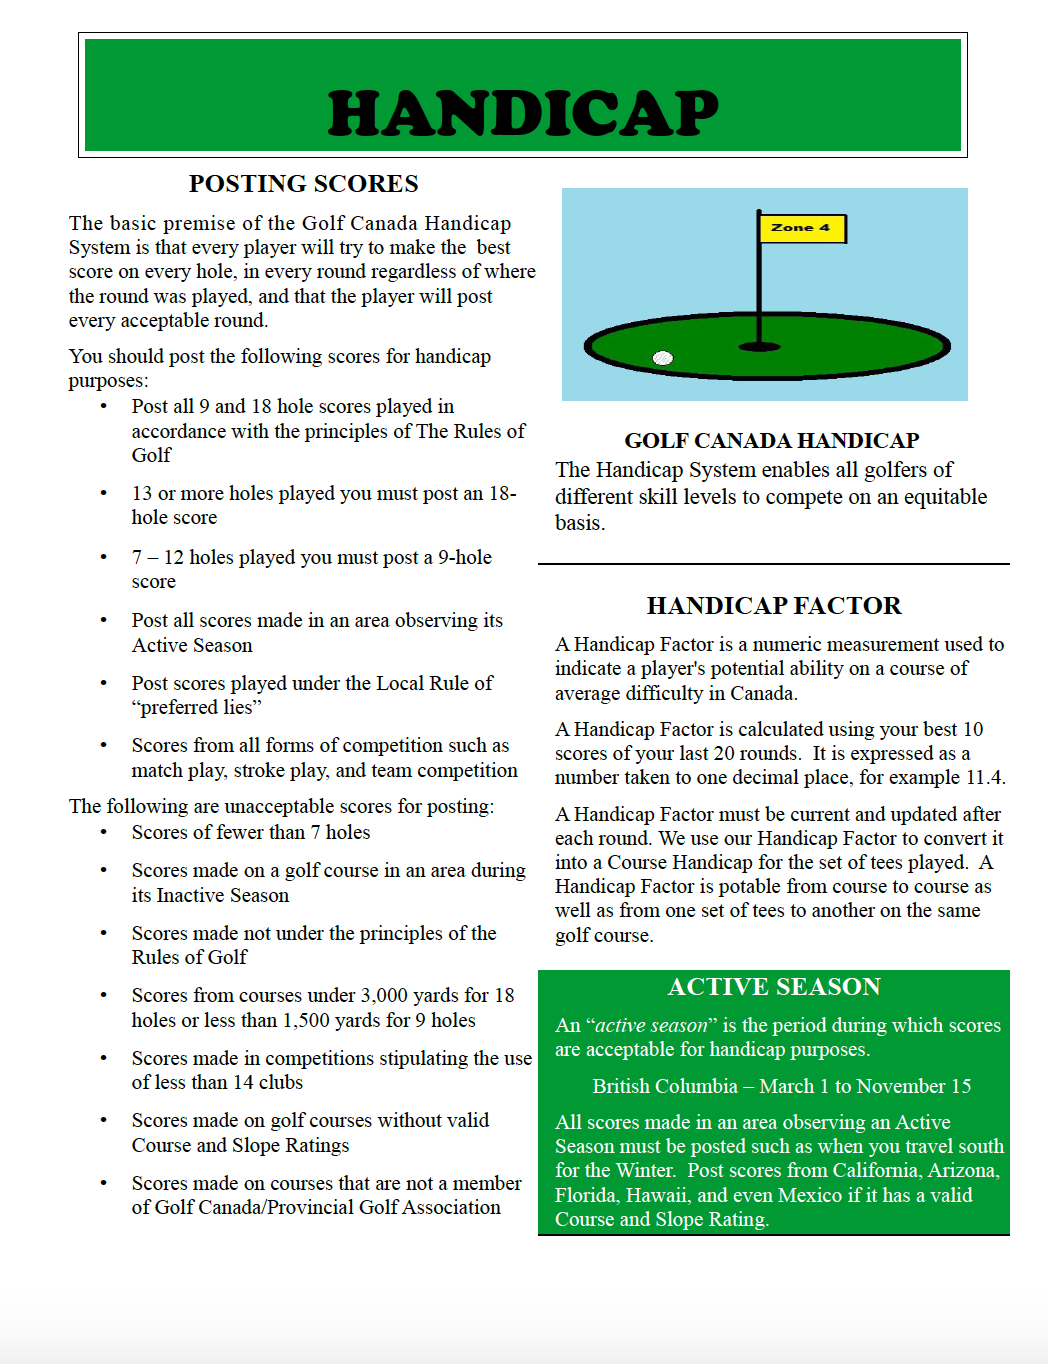 HANDICAP
POSTING SCORES
The basic premise of the Golf Canada Handicap
System is that every player will try to make the best
score on every hole, in every round regardless of where
the round was played, and that the player will post
every acceptable round.
You should post the following scores for handicap
purposes:
• Post all 9 and 18 hole scores played in
accordance with the principles of The Rules of
Golf
• 13 or more holes played you must post an 18-
hole score
• 7 – 12 holes played you must post a 9-hole
score
• Post all scores made in an area observing its
Active Season
• Post scores played under the Local Rule of
“preferred lies”
• Scores from all forms of competition such as
match play, stroke play, and team competition
The following are unacceptable scores for posting:
• Scores of fewer than 7 holes
• Scores made on a golf course in an area during
its Inactive Season
• Scores made not under the principles of the
Rules of Golf
• Scores from courses under 3,000 yards for 18
holes or less than 1,500 yards for 9 holes
• Scores made in competitions stipulating the use
of less than 14 clubs
• Scores made on golf courses without valid
Course and Slope Ratings
• Scores made on courses that are not a member
of Golf Canada/Provincial Golf Association
Zone 4
GOLF CANADA HANDICAP
The Handicap System enables all golfers of
different skill levels to compete on an equitable
basis.
HANDICAP FACTOR
A Handicap Factor is a numeric measurement used to
indicate a player's potential ability on a course of
average difficulty in Canada.
A Handicap Factor is calculated using your best 10
scores of your last 20 rounds. It is expressed as a
number taken to one decimal place, for example 11.4.
A Handicap Factor must be current and updated after
each round. We use our Handicap Factor to convert it
into a Course Handicap for the set of tees played. A
Handicap Factor is potable from course to course as
well as from one set of tees to another on the same
golf course.
ACTIVE SEASON
An “active season” is the period during which scores
are acceptable for handicap purposes.
British Columbia – March 1 to November 15
All scores made in an area observing an Active
Season must be posted such as when you travel south
for the Winter. Post scores from California, Arizona,
Florida, Hawaii, and even Mexico if it has a valid
Course and Slope Rating.